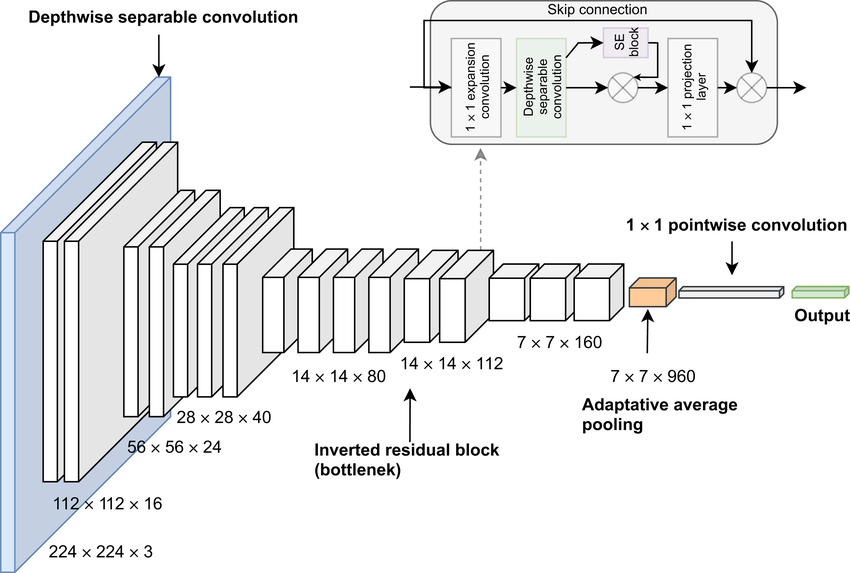 Depthwise separable convolution
Skip connection
1 × 1 expansion
convolution
Depthwise
separable
convolution
SE
block
1 × 1 projection
layer
1 × 1 pointwise convolution
Output
7 × 7 × 160
7 × 7 × 960
Adaptative average
pooling
14 × 14 × 112
14 × 14 × 80
Inverted residual block
(bottlenek)
28 × 28 × 40
56 × 56 × 24
112 × 112 × 16
224 × 224 × 3